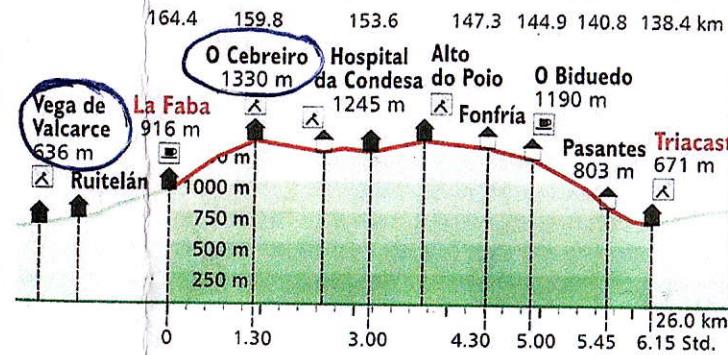 164.4 159.8 153.6 147.3 144.9 140.8 138.4 km
O Cebreiro
1330 m
Hospital
da Condesa
1245 m
Alto
do Poio
O Biduedo
1190 m
Vega de
Valcarce
636 m
La Faba
916 m
Fonfría
Pasantes
803 m
Triacast
671 m
Ruitelán
0 m
1000 m
750 m
500 m
250 m
26.0 km
0 1.30 3.00 4.30 5.00 5.45 6.15 Std.